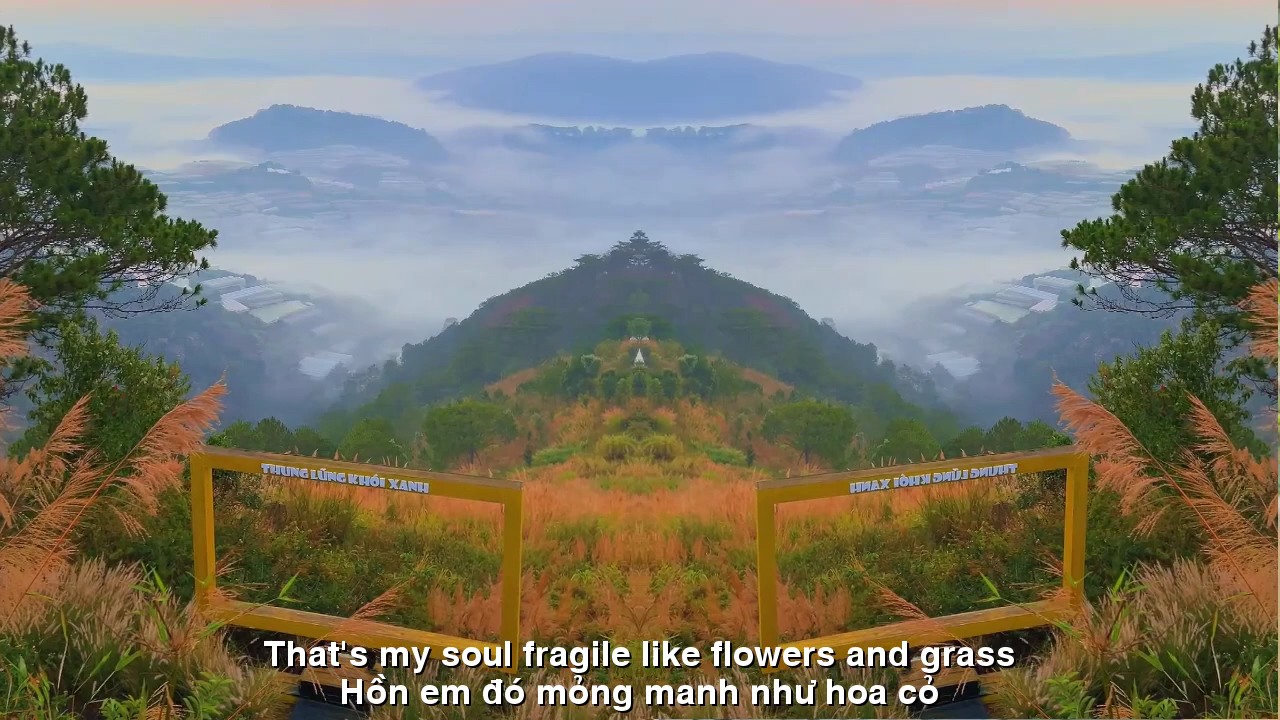 THUNG LŨNG KHÓI XANH
THUNG LŨNG KHÓI XANH
That's my soul fragile like flowers and grass
Hồn em đó mỏng manh như hoa cỏ